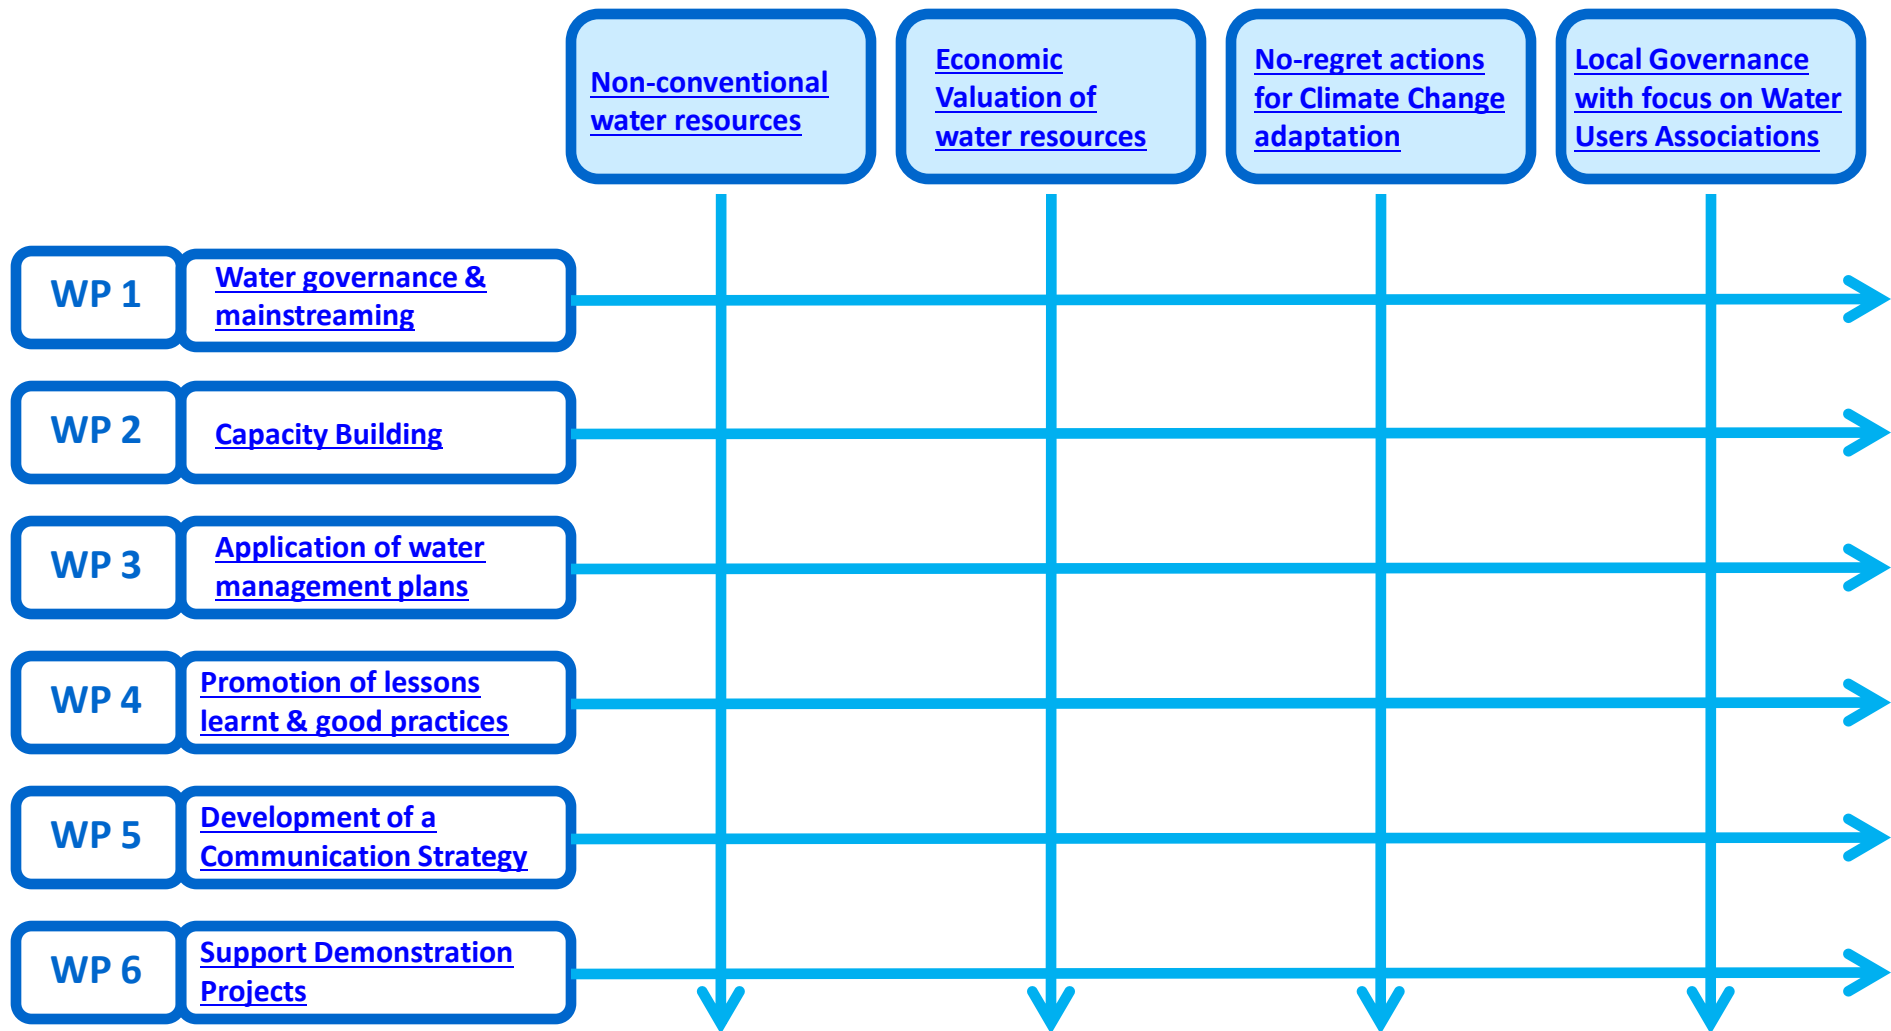 Non-conventional
water resources
Economic
Valuation of
water resources
No-regret actions
for Climate Change
adaptation
Local Governance
with focus on Water
Users Associations
WP 1
Water governance &
mainstreaming
WP 2
Capacity Building
WP 3
Application of water
management plans
WP 4
Promotion of lessons
learnt & good practices
WP 5
Development of a
Communication Strategy
WP 6
Support Demonstration
Projects